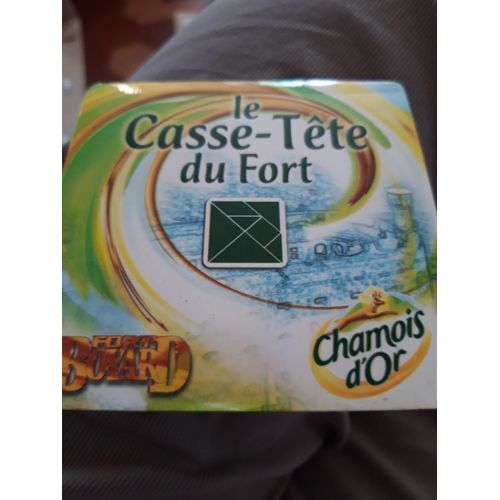 le
Casse-Tête
du Fort
FORT
BOYARD
Chamois
d'Or